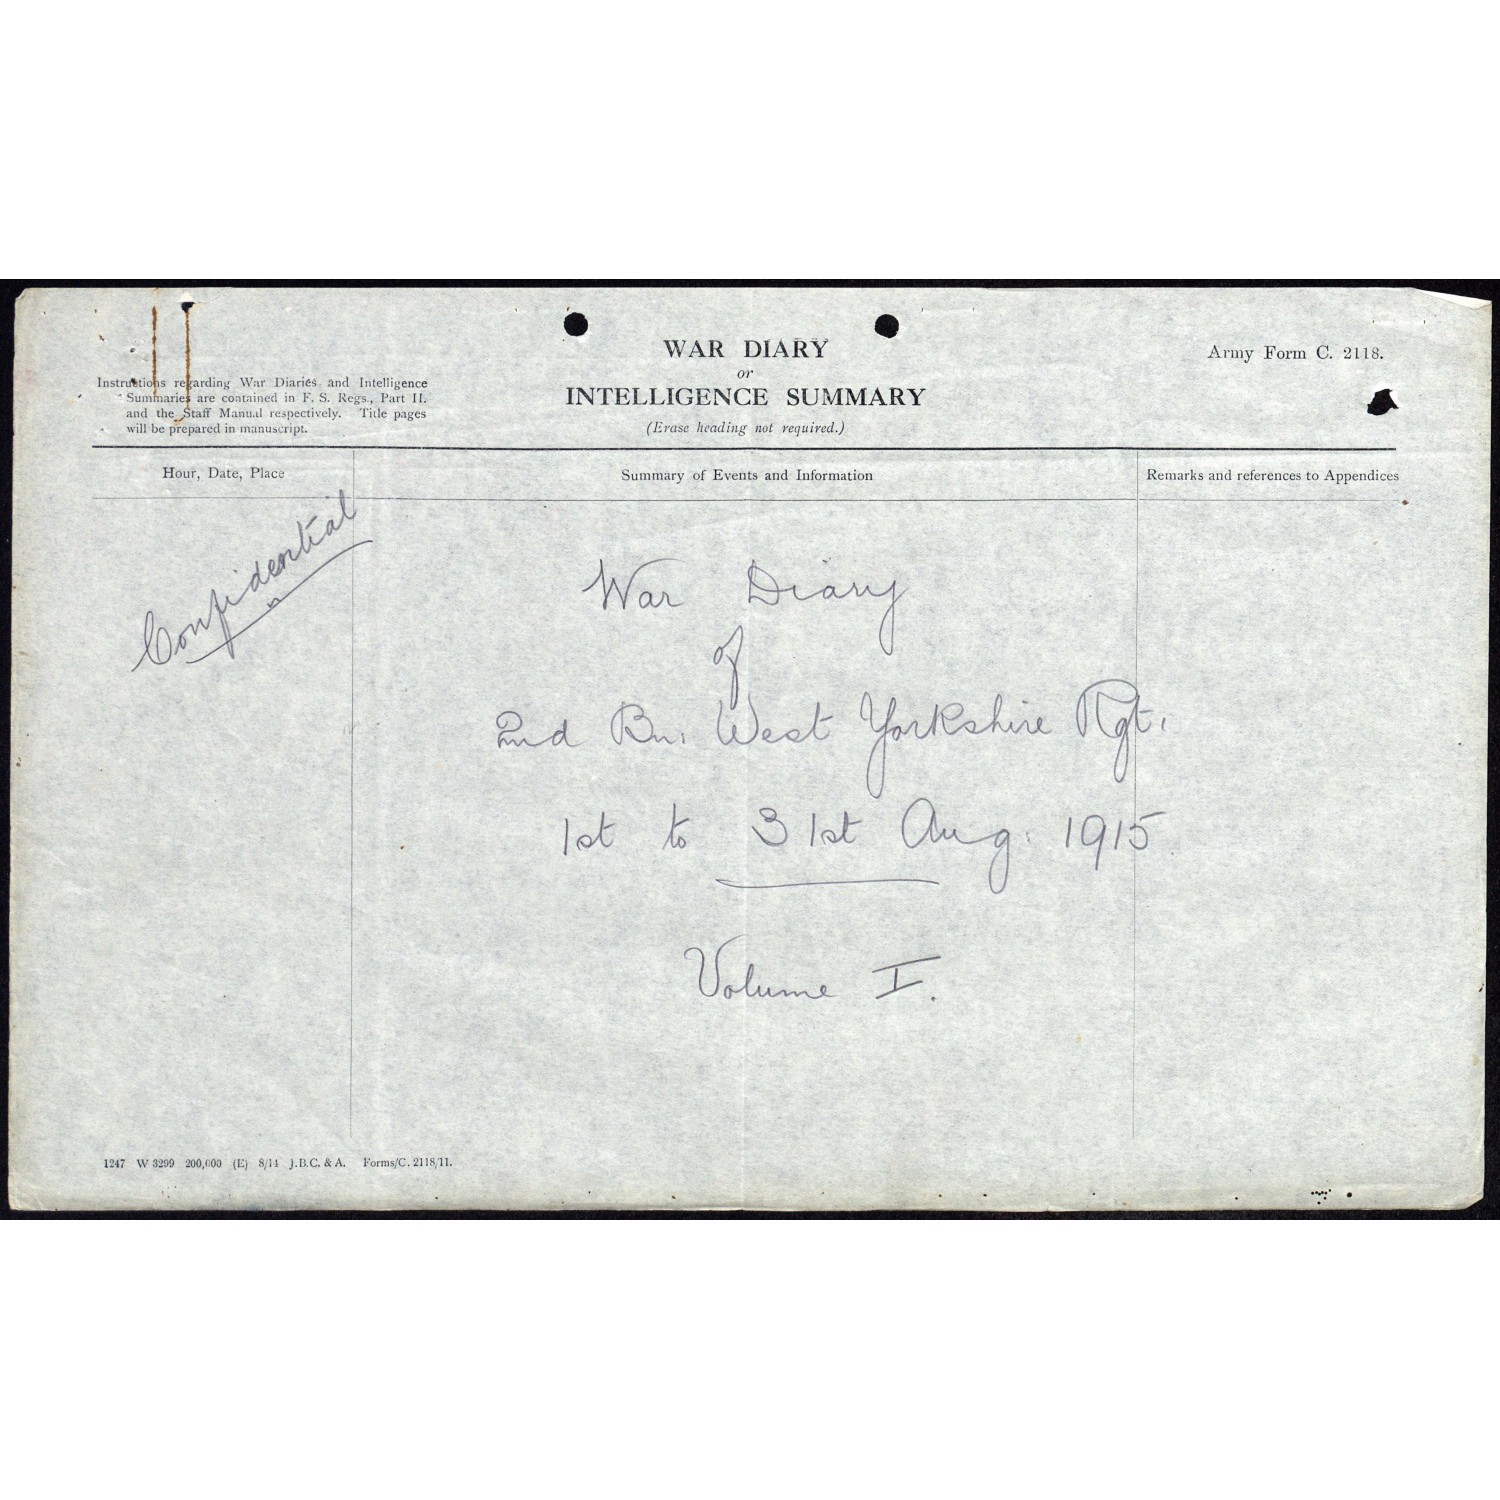 WAR DIARY
or
INTELLIGENCE SUMMARY
(Erase heading not required.)
Army Form C. 2118.
Instructions regarding War Diaries and Intelligence
Summaries are contained in F. S. Regs., Part II.
and the Staff Manual respectively. Title pages
will be prepared in manuscript.
Hour, Date, Place
Summary of Events and Information
Remarks and references to Appendices
Confidential
War Diary
of
2nd Bn. West Yorkshire Rgt.
1st to 31st Aug. 1915
Volume I.
1247 W 3299 200,000 (E) 8/14 J.B.C. & A. Forms/C. 2118/11.